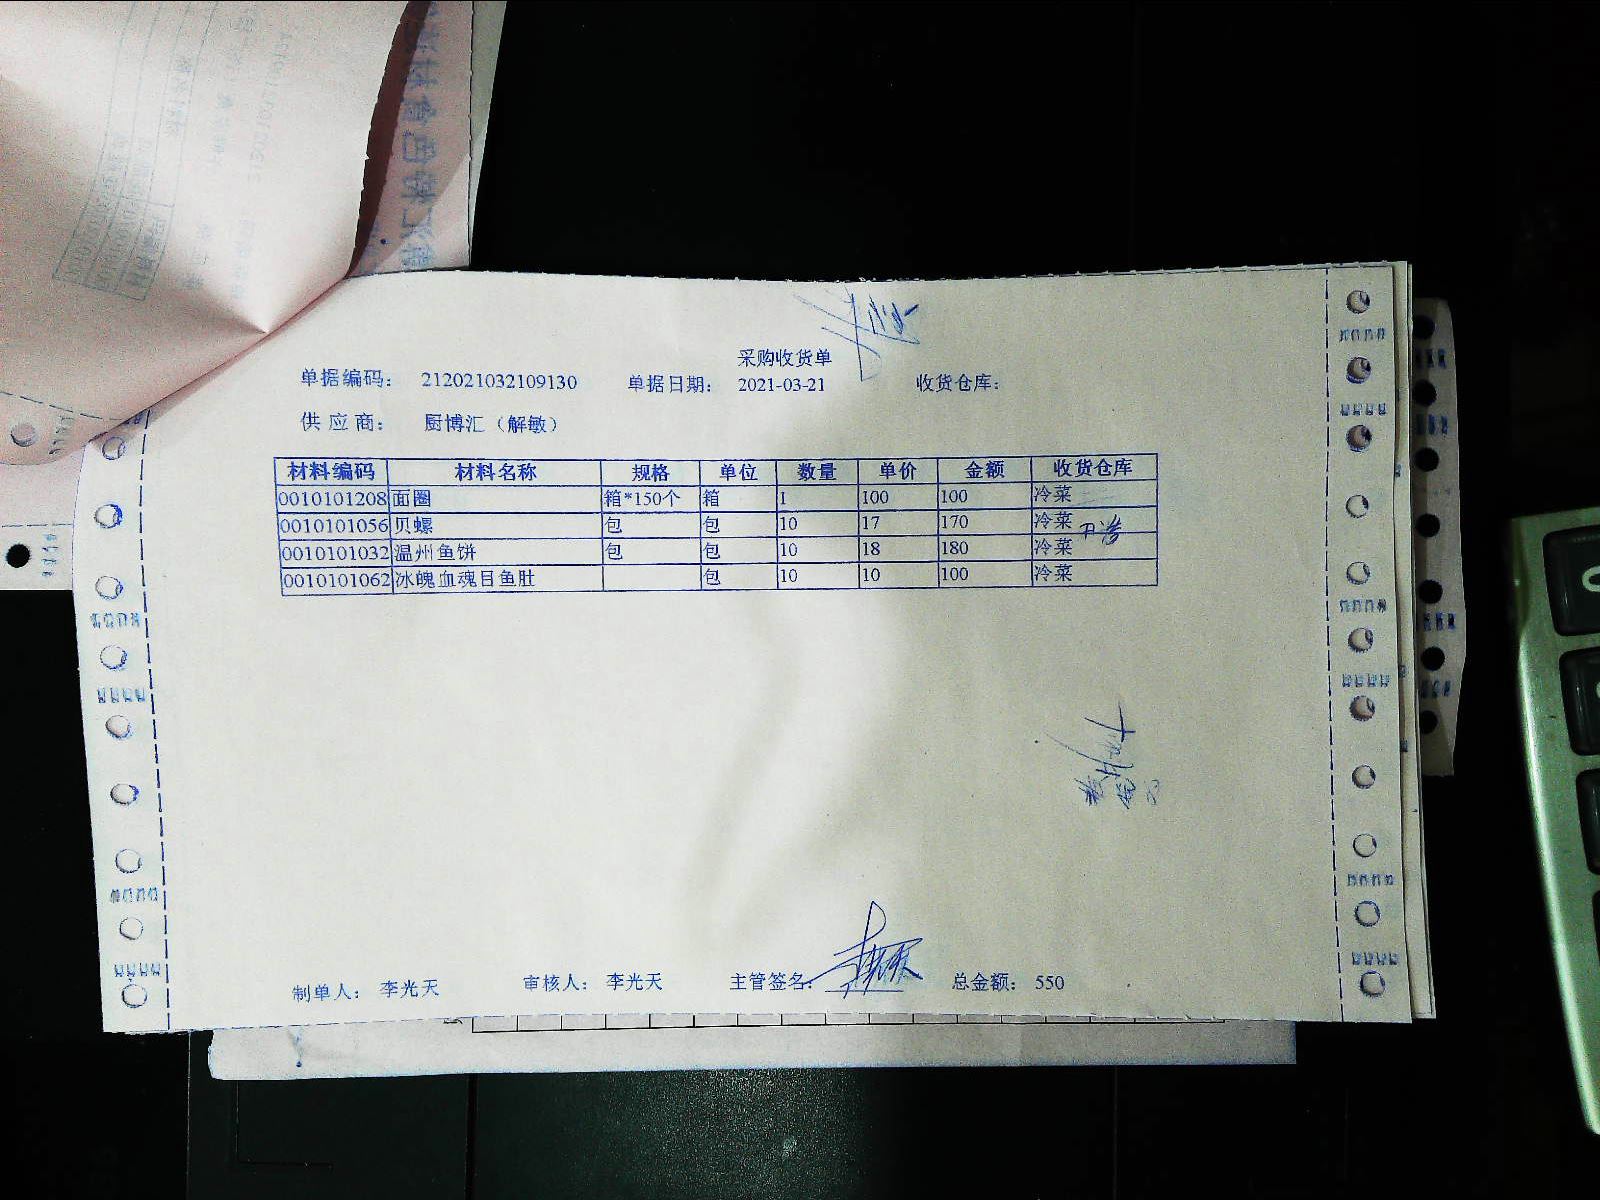 采购收货单
单据编码： 212021032109130 单据日期： 2021-03-21 收货仓库：
供应商： 厨博汇（解敏）
材料编码 材料名称 规格 单位 数量 单价 金额 收货仓库
0010101208 面圈 箱*150个 箱 1 100 100 冷菜
0010101056 贝螺 包 包 10 17 170 冷菜
0010101032 温州鱼饼 包 包 10 18 180 冷菜
0010101062 冰魄血魂目鱼肚 包 10 10 100 冷菜
制单人： 李光天 审核人： 李光天 主管签名： 总金额： 550